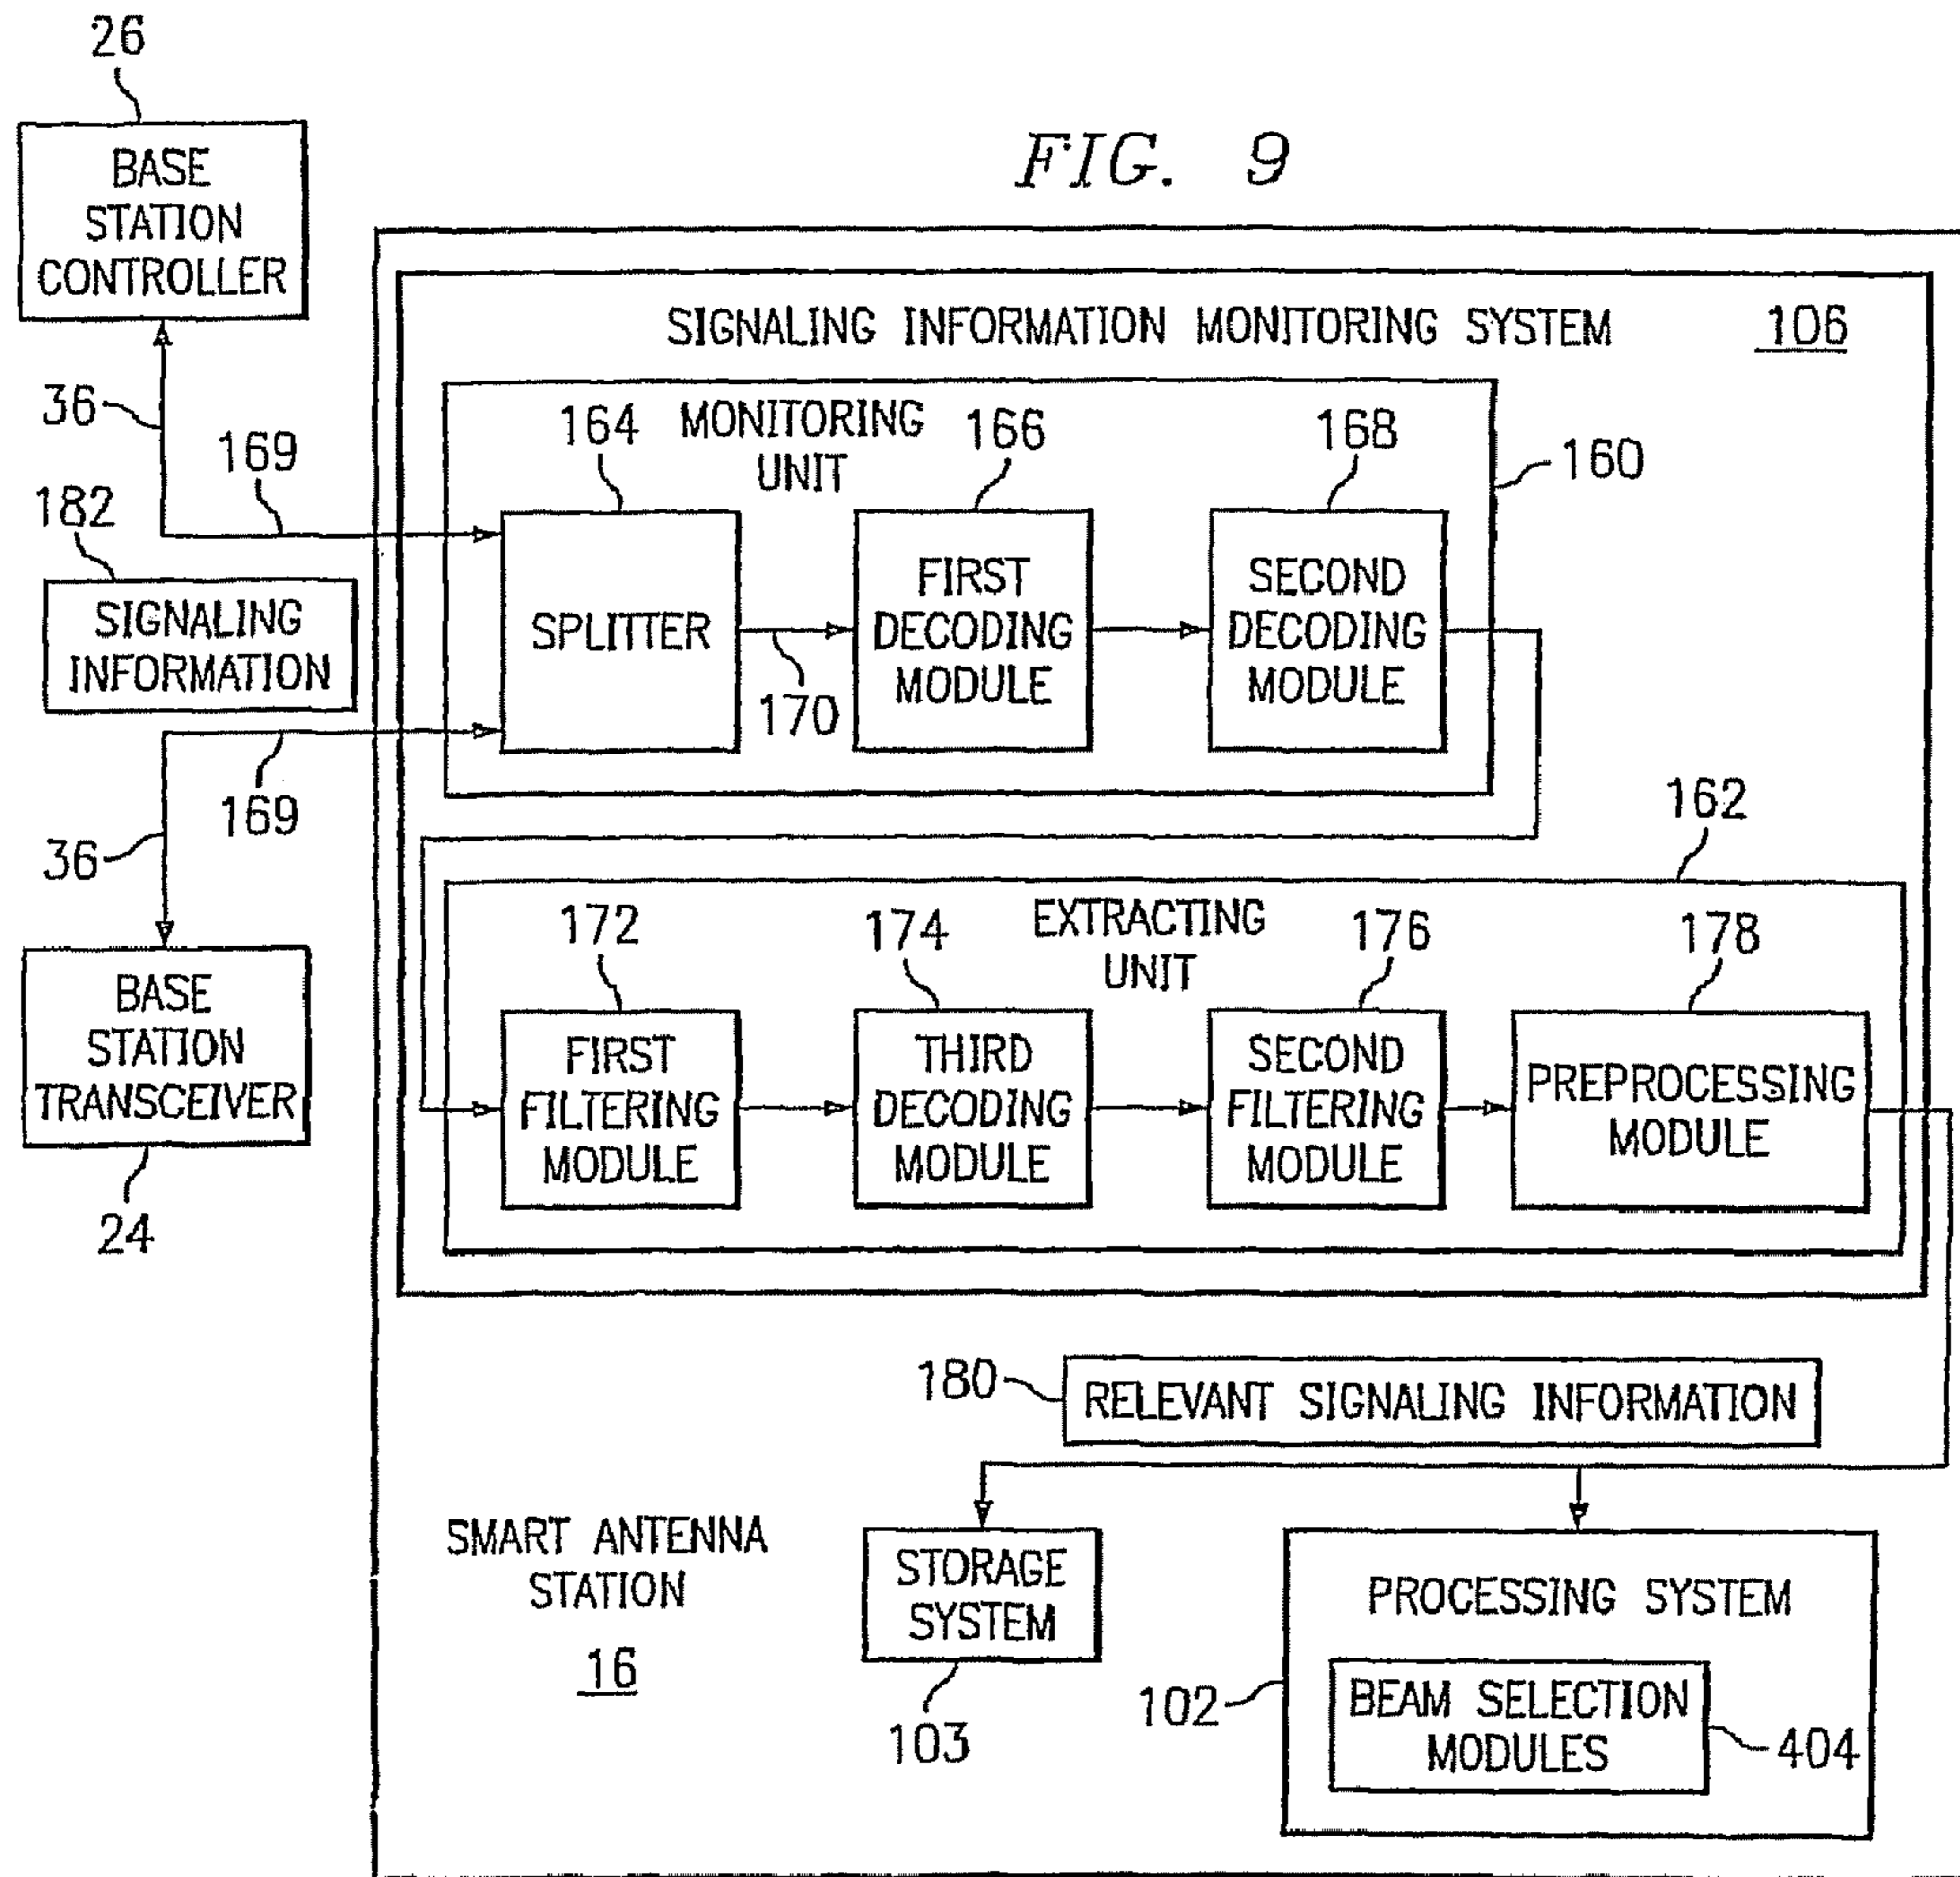 26
BASE
STATION
CONTROLLER
FIG. 9
SIGNALING INFORMATION MONITORING SYSTEM
106
36
169
182
SIGNALING
INFORMATION
164
MONITORING
UNIT
166
168
160
SPLITTER
170
FIRST
DECODING
MODULE
SECOND
DECODING
MODULE
169
36
BASE
STATION
TRANSCEIVER
24
162
172
174
EXTRACTING
UNIT
176
178
FIRST
FILTERING
MODULE
THIRD
DECODING
MODULE
SECOND
FILTERING
MODULE
PREPROCESSING
MODULE
180
RELEVANT SIGNALING INFORMATION
SMART ANTENNA
STATION
16
STORAGE
SYSTEM
103
PROCESSING SYSTEM
102
BEAM SELECTION
MODULES
404